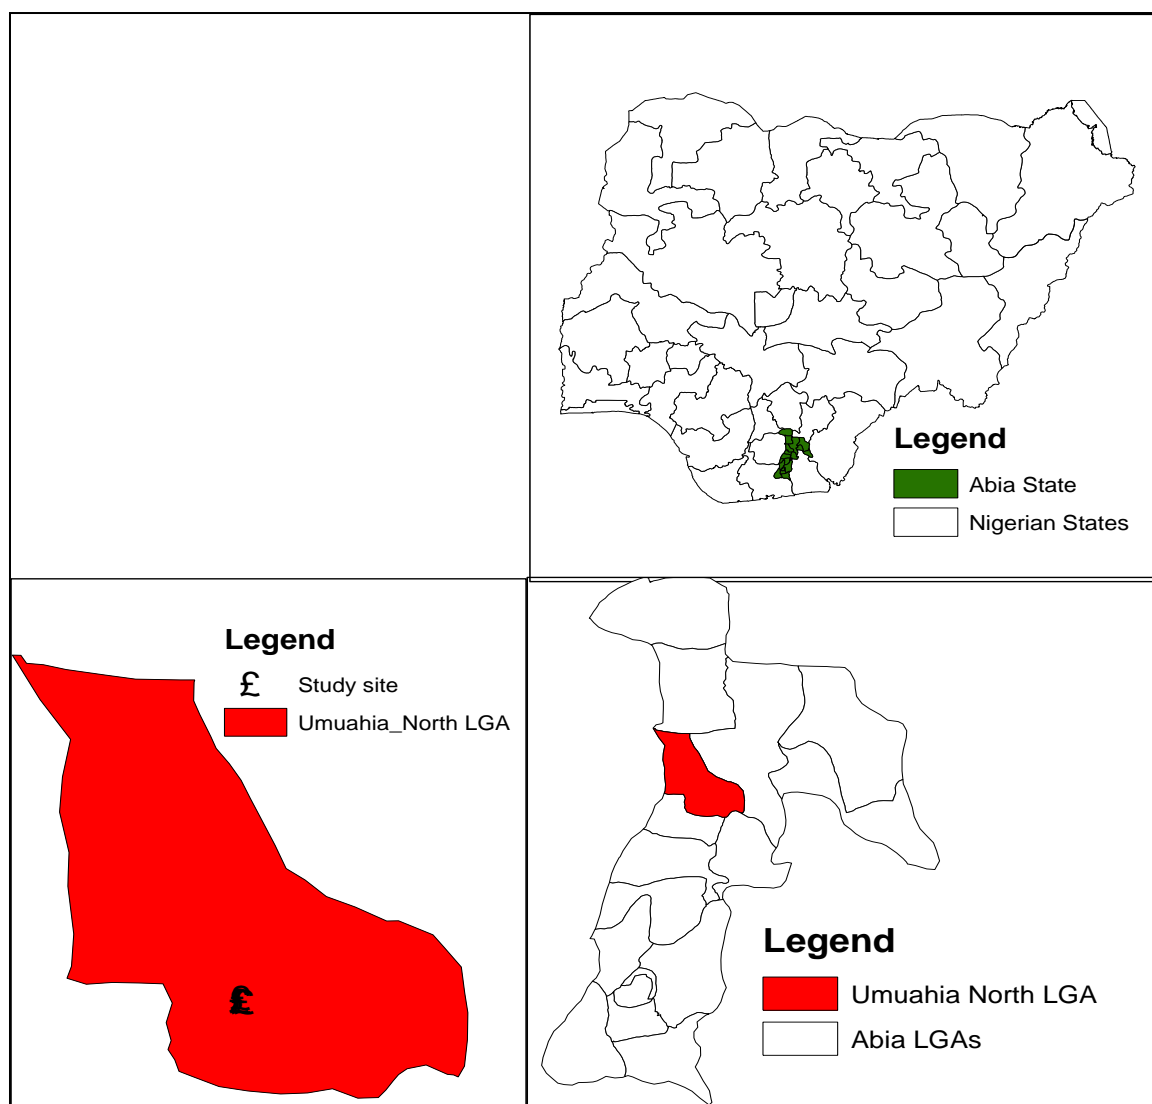 Legend
Abia State
Nigerian States
Legend
£ Study site
Umuahia_North LGA
£
Legend
Umuahia North LGA
Abia LGAs